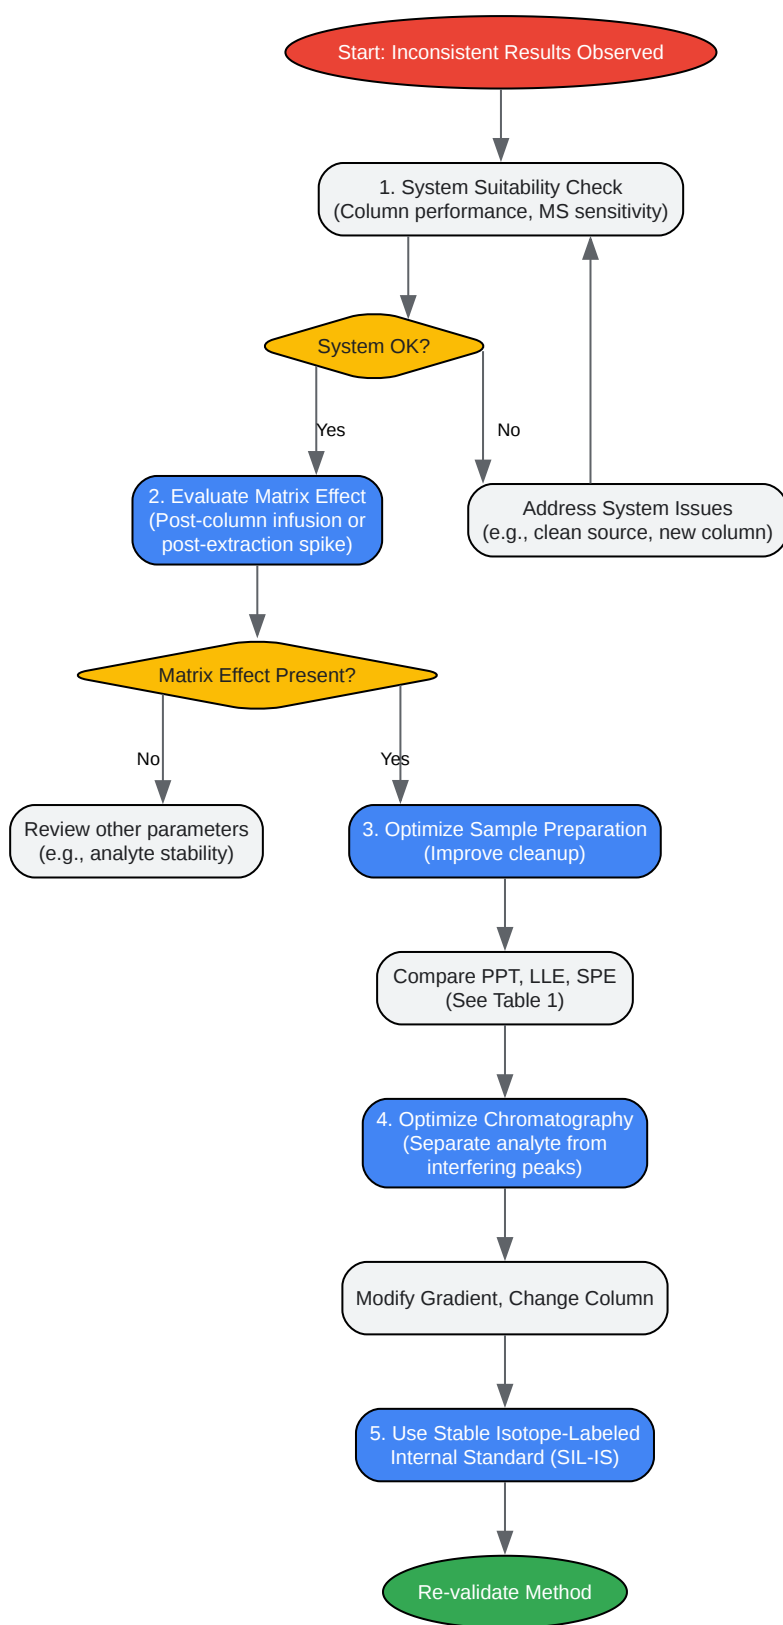 Start: Inconsistent Results Observed
1. System Suitability Check
(Column performance, MS sensitivity)
System OK?
Yes
No
2. Evaluate Matrix Effect
(Post-column infusion or
post-extraction spike)
Address System Issues
(e.g., clean source, new column)
Matrix Effect Present?
No
Yes
Review other parameters
(e.g., analyte stability)
3. Optimize Sample Preparation
(Improve cleanup)
Compare PPT, LLE, SPE
(See Table 1)
4. Optimize Chromatography
(Separate analyte from
interfering peaks)
Modify Gradient, Change Column
5. Use Stable Isotope-Labeled
Internal Standard (SIL-IS)
Re-validate Method